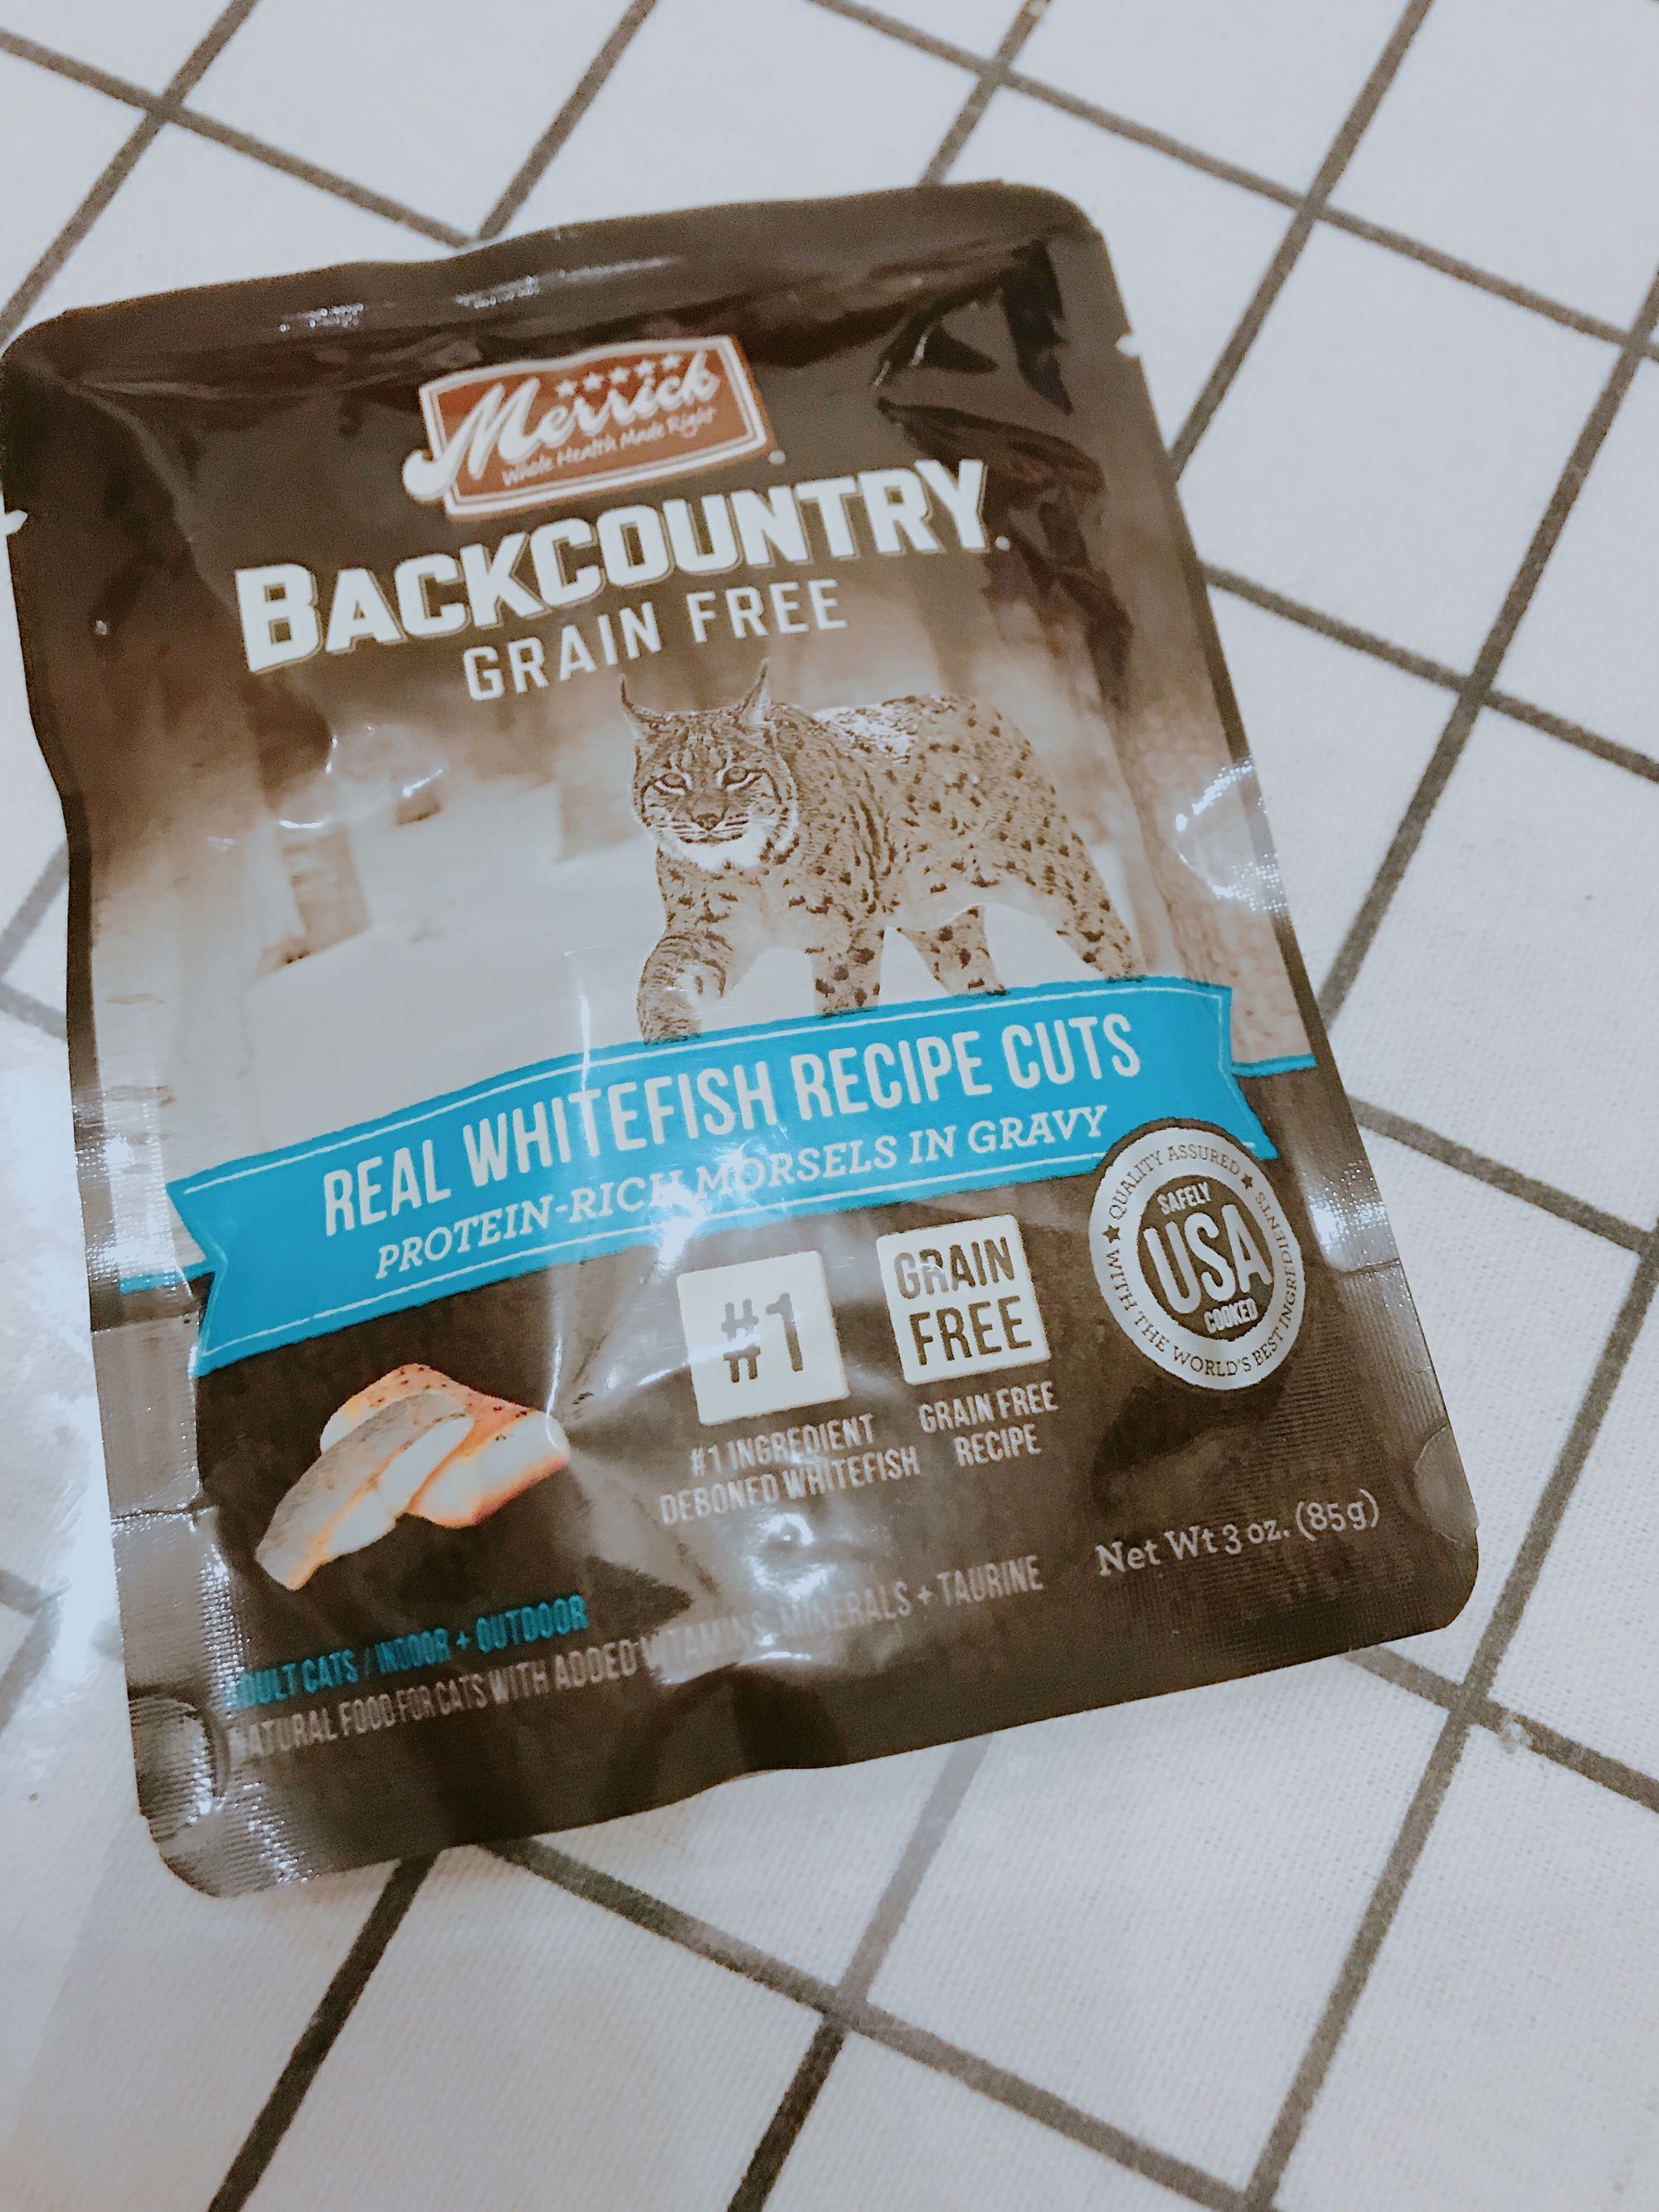 Merrick
Whole Health Made Right
BACKCOUNTRY
GRAIN FREE
REAL WHITEFISH RECIPE CUTS
PROTEIN-RICH MORSELS IN GRAVY
#1
#1 INGREDIENT
DEBONED WHITEFISH
GRAIN
FREE
GRAIN FREE
RECIPE
★ QUALITY ASSURED ★ WITH THE WORLD'S BEST INGREDIENTS
SAFELY
USA
COOKED
Net Wt 3 oz. (85g)
ADULT CATS / INDOOR + OUTDOOR
NATURAL FOOD FOR CATS WITH ADDED VITAMINS, MINERALS + TAURINE